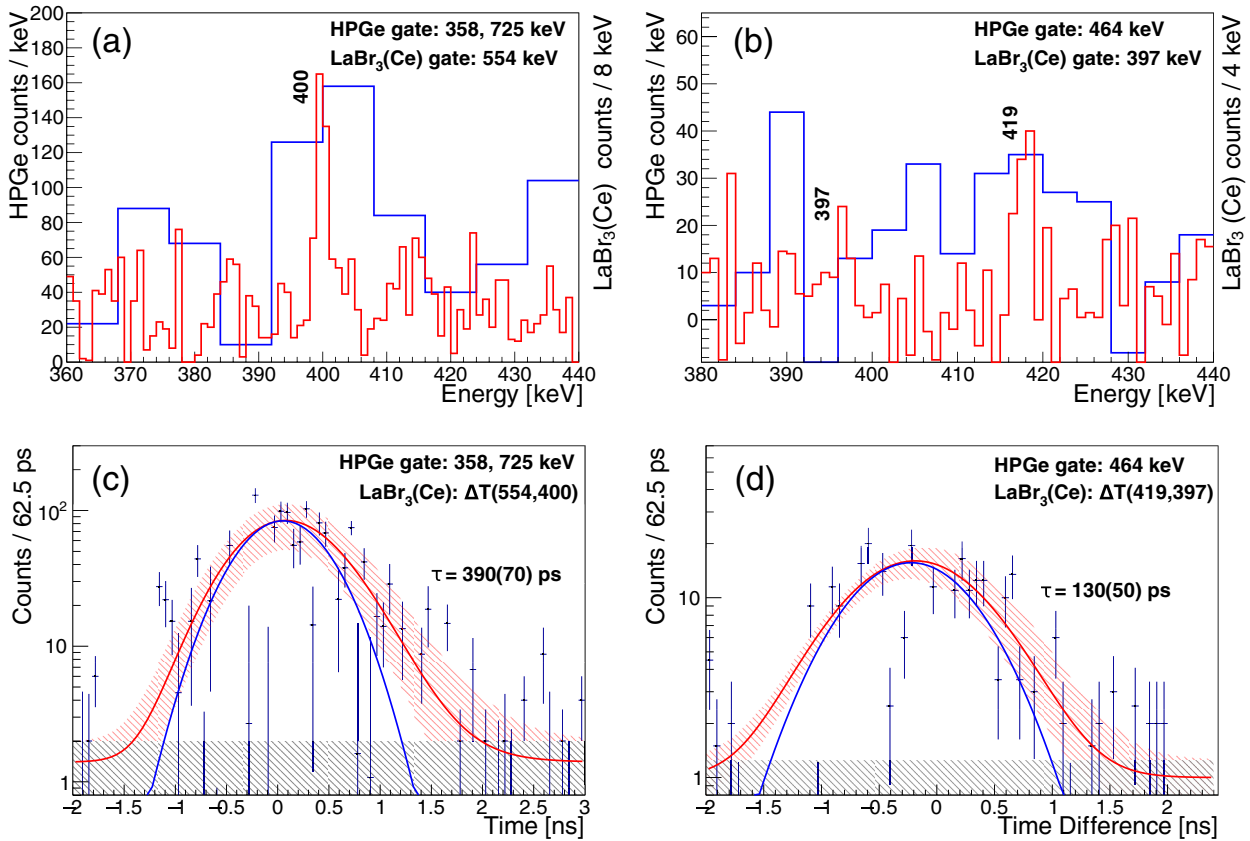 (a)
HPGe gate: 358, 725 keV
LaBr₃(Ce) gate: 554 keV
400
HPGe counts / keV
LaBr₃(Ce) counts / 8 keV
200
180
160
140
120
100
80
60
40
20
0
360 370 380 390 400 410 420 430 440
Energy [keV]
(b)
HPGe gate: 464 keV
LaBr₃(Ce) gate: 397 keV
397
419
HPGe counts / keV
LaBr₃ (Ce) counts / 4 keV
60
50
40
30
20
10
0
380 390 400 410 420 430 440
Energy [keV]
(c)
HPGe gate: 358, 725 keV
LaBr₃(Ce): ΔT(554,400)
τ = 390(70) ps
Counts / 62.5 ps
10²
10
1
−2 −1.5 −1 −0.5 0 0.5 1 1.5 2 2.5 3
Time [ns]
(d)
HPGe gate: 464 keV
LaBr₃(Ce): ΔT(419,397)
τ = 130(50) ps
Counts / 62.5 ps
10
1
−2 −1.5 −1 −0.5 0 0.5 1 1.5 2
Time Difference [ns]